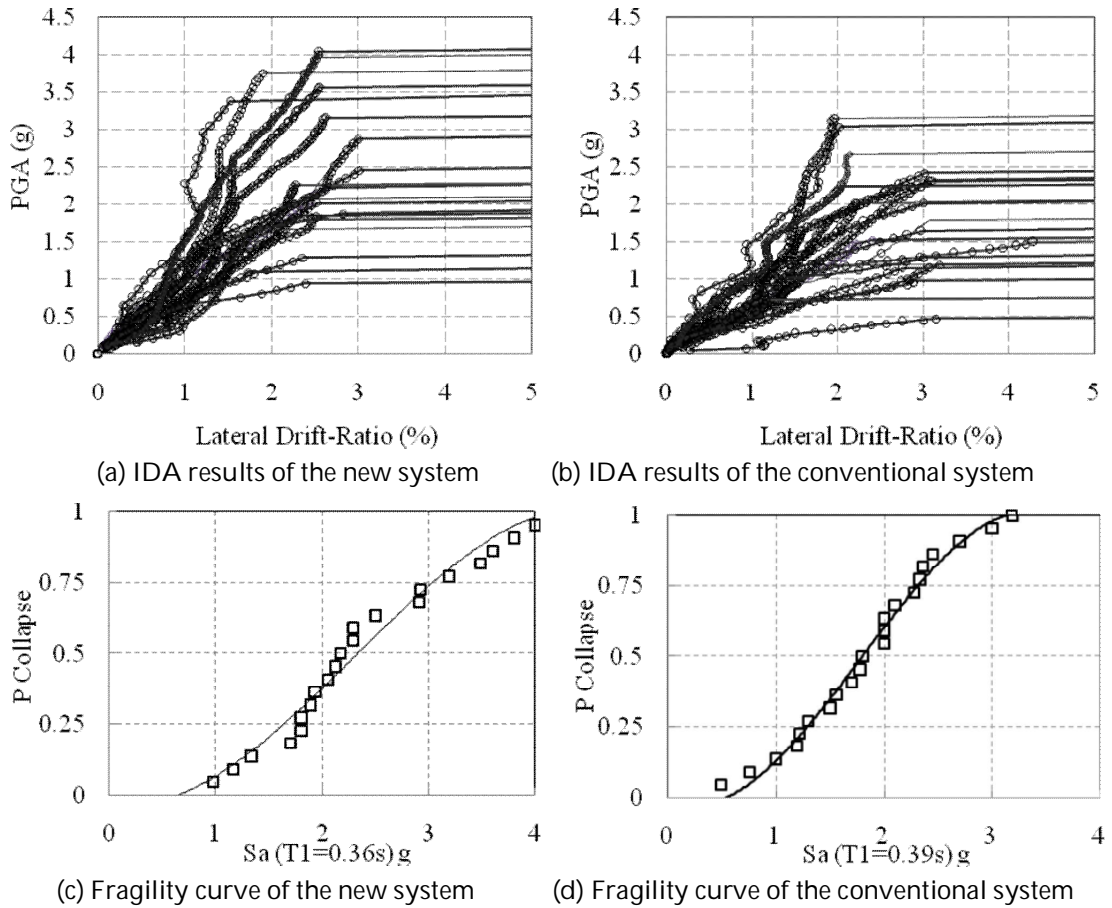 4.5
4
3.5
3
2.5
2
1.5
1
0.5
0
PGA (g)
0 1 2 3 4 5
Lateral Drift-Ratio (%)
(a) IDA results of the new system
4.5
4
3.5
3
2.5
2
1.5
1
0.5
0
PGA (g)
0 1 2 3 4 5
Lateral Drift-Ratio (%)
(b) IDA results of the conventional system
1
0.75
0.5
0.25
0
P Collapse
0 1 2 3 4
Sa (T1=0.36s) g
(c) Fragility curve of the new system
1
0.75
0.5
0.25
0
P Collapse
0 1 2 3 4
Sa (T1=0.39s) g
(d) Fragility curve of the conventional system